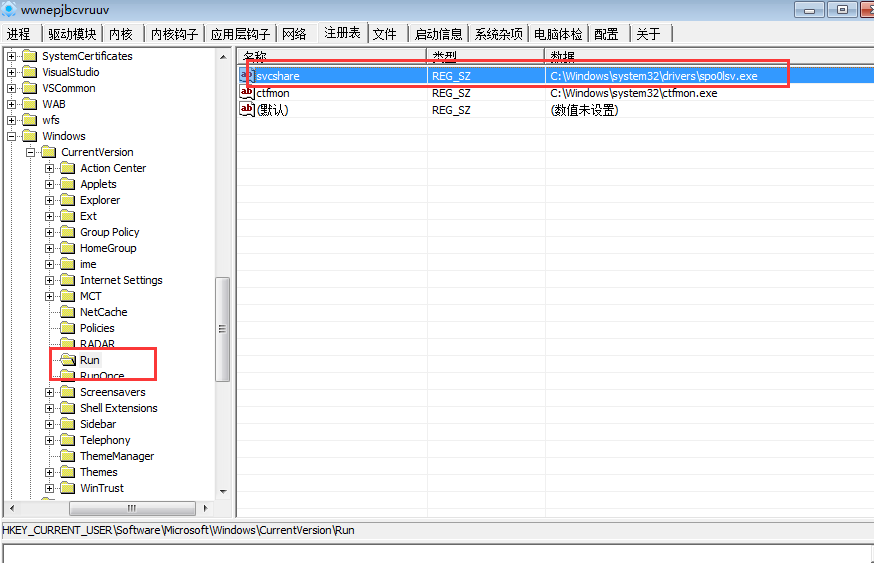 wwnepjbcvruuv
进程 驱动模块 内核 内核钩子 应用层钩子 网络 注册表 文件 启动信息 系统杂项 电脑体检 配置 关于
SystemCertificates
VisualStudio
VSCommon
WAB
wfs
Windows
CurrentVersion
Action Center
Applets
Explorer
Ext
Group Policy
HomeGroup
ime
Internet Settings
MCT
NetCache
Policies
RADAR
Run
RunOnce
Screensavers
Shell Extensions
Sidebar
Telephony
ThemeManager
Themes
WinTrust
名称 类型 数据
ab svcshare REG_SZ C:\Windows\system32\drivers\spo0lsv.exe
ab ctfmon REG_SZ C:\Windows\system32\ctfmon.exe
ab (默认) REG_SZ (数值未设置)
HKEY_CURRENT_USER\Software\Microsoft\Windows\CurrentVersion\Run